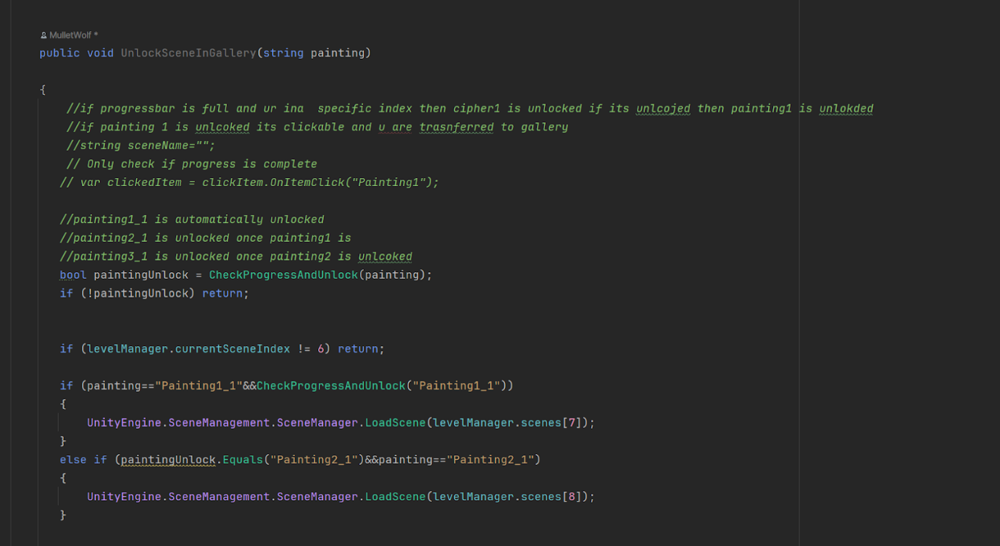 MulletWolf *
public void UnlockSceneInGallery(string painting)
{
//if progressbar is full and ur ina  specific index then cipher1 is unlocked if its unlcojed then painting1 is unlokded
//if painting 1 is unlcoked its clickable and u are trasnferred to gallery
//string sceneName="";
// Only check if progress is complete
// var clickedItem = clickItem.OnItemClick("Painting1");
//painting1_1 is automatically unlocked
//painting2_1 is unlocked once painting1 is
//painting3_1 is unlocked once painting2 is unlcoked
bool paintingUnlock = CheckProgressAndUnlock(painting);
if (!paintingUnlock) return;
if (levelManager.currentSceneIndex != 6) return;
if (painting=="Painting1_1"&&CheckProgressAndUnlock("Painting1_1"))
{
UnityEngine.SceneManagement.SceneManager.LoadScene(levelManager.scenes[7]);
}
else if (paintingUnlock.Equals("Painting2_1")&&painting=="Painting2_1")
{
UnityEngine.SceneManagement.SceneManager.LoadScene(levelManager.scenes[8]);
}